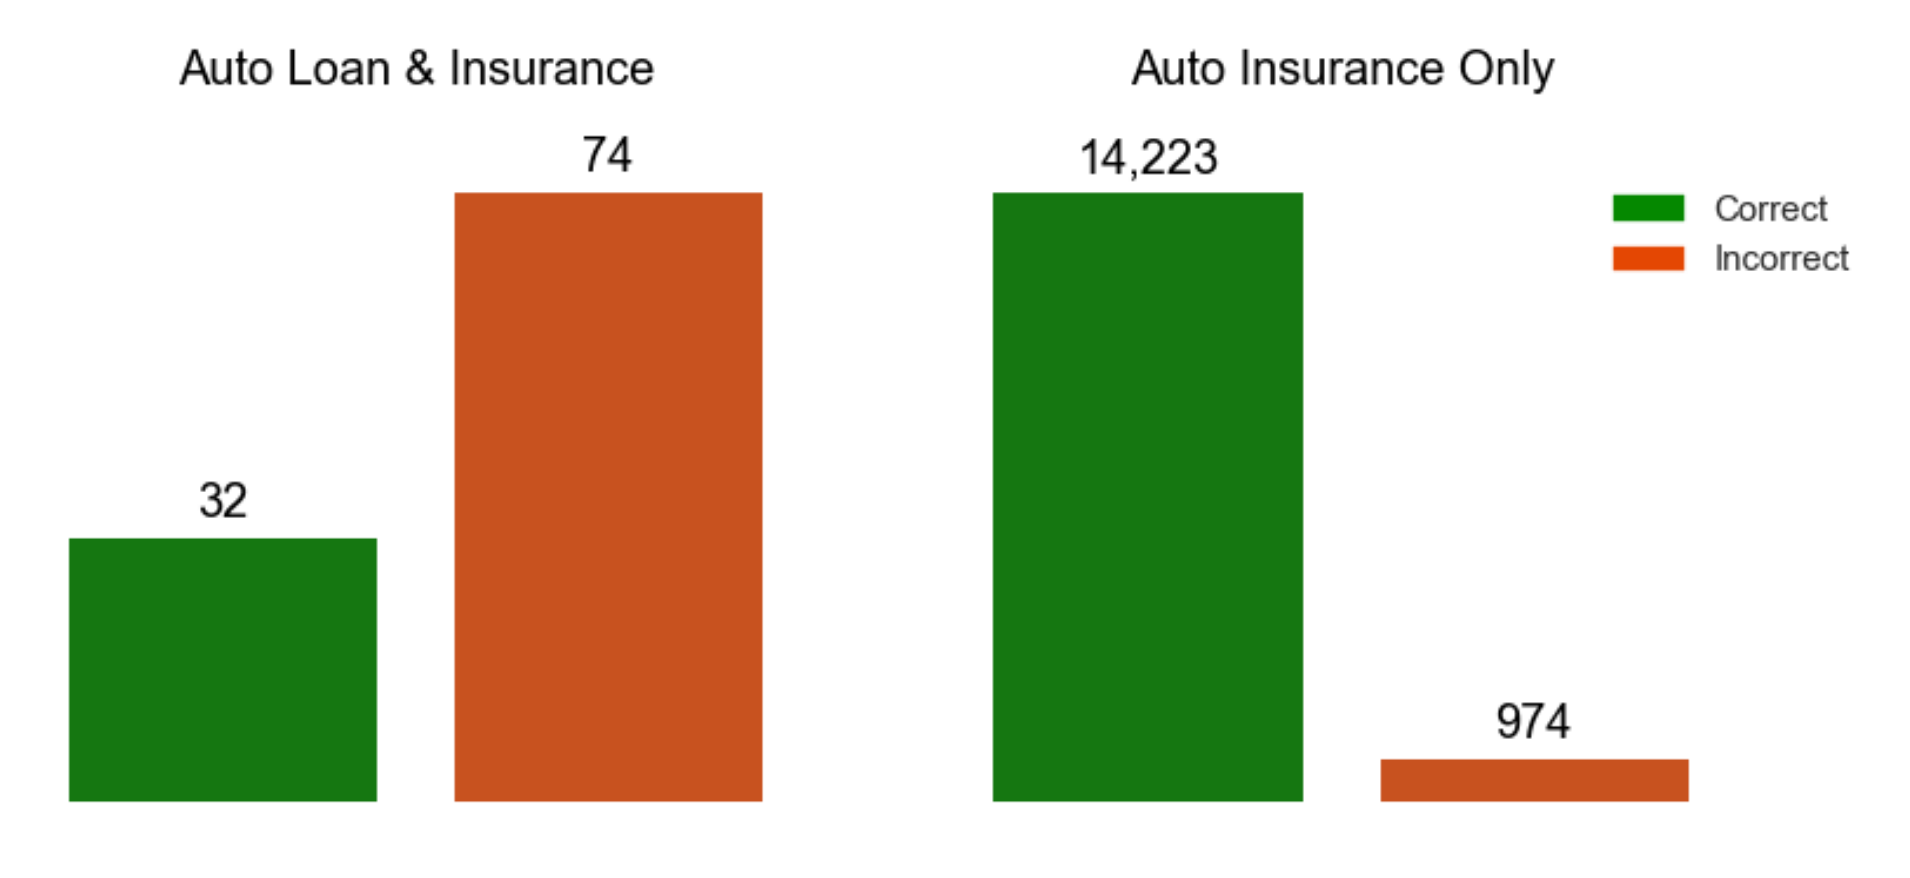 Auto Loan & Insurance
74
32
Auto Insurance Only
14,223
974
Correct
Incorrect